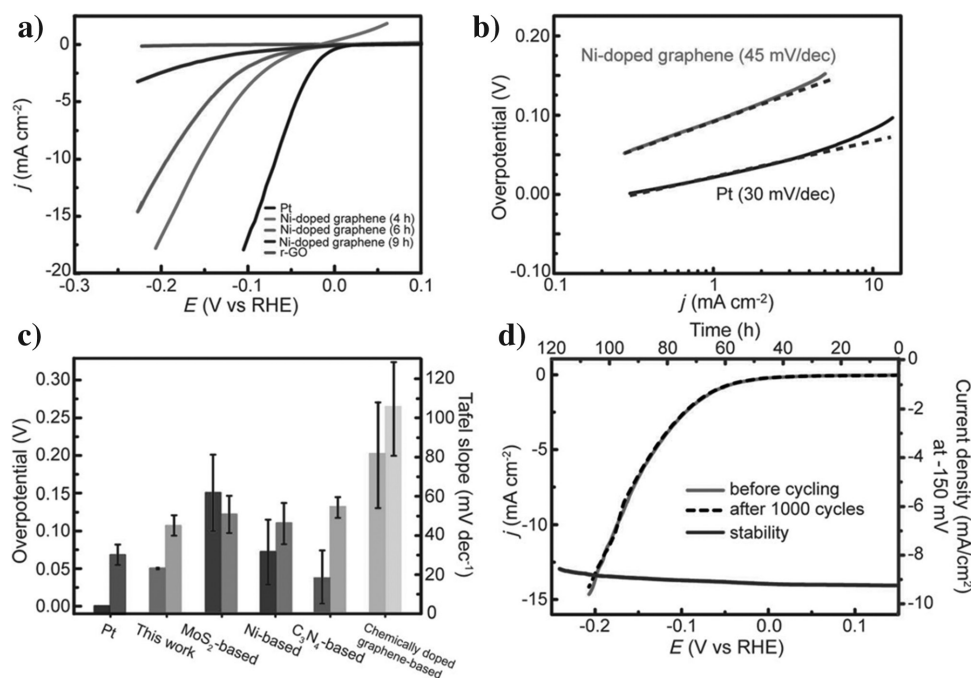 a)
0
-5
-10
-15
-20
j (mA cm⁻²)
-0.3
-0.2
-0.1
0.0
0.1
E (V vs RHE)
Pt
Ni-doped graphene (4 h)
Ni-doped graphene (6 h)
Ni-doped graphene (9 h)
r-GO
b)
0.20
0.10
0.00
-0.10
Overpotential (V)
Ni-doped graphene (45 mV/dec)
Pt (30 mV/dec)
0.1
1
10
j (mA cm⁻²)
c)
0.30
0.25
0.20
0.15
0.10
0.05
0.00
Overpotential (V)
120
100
80
60
40
20
0
Tafel slope (mV dec⁻¹)
Pt
This work
MoS₂-based
Ni-based
C₃N₄-based
Chemically doped
graphene-based
d)
Time (h)
120
100
80
60
40
20
0
0
-5
-10
-15
j (mA cm⁻²)
before cycling
after 1000 cycles
stability
0
-2
-4
-6
-8
-10
Current density (mA/cm²)
at -150 mV
-0.2
-0.1
0.0
0.1
E (V vs RHE)